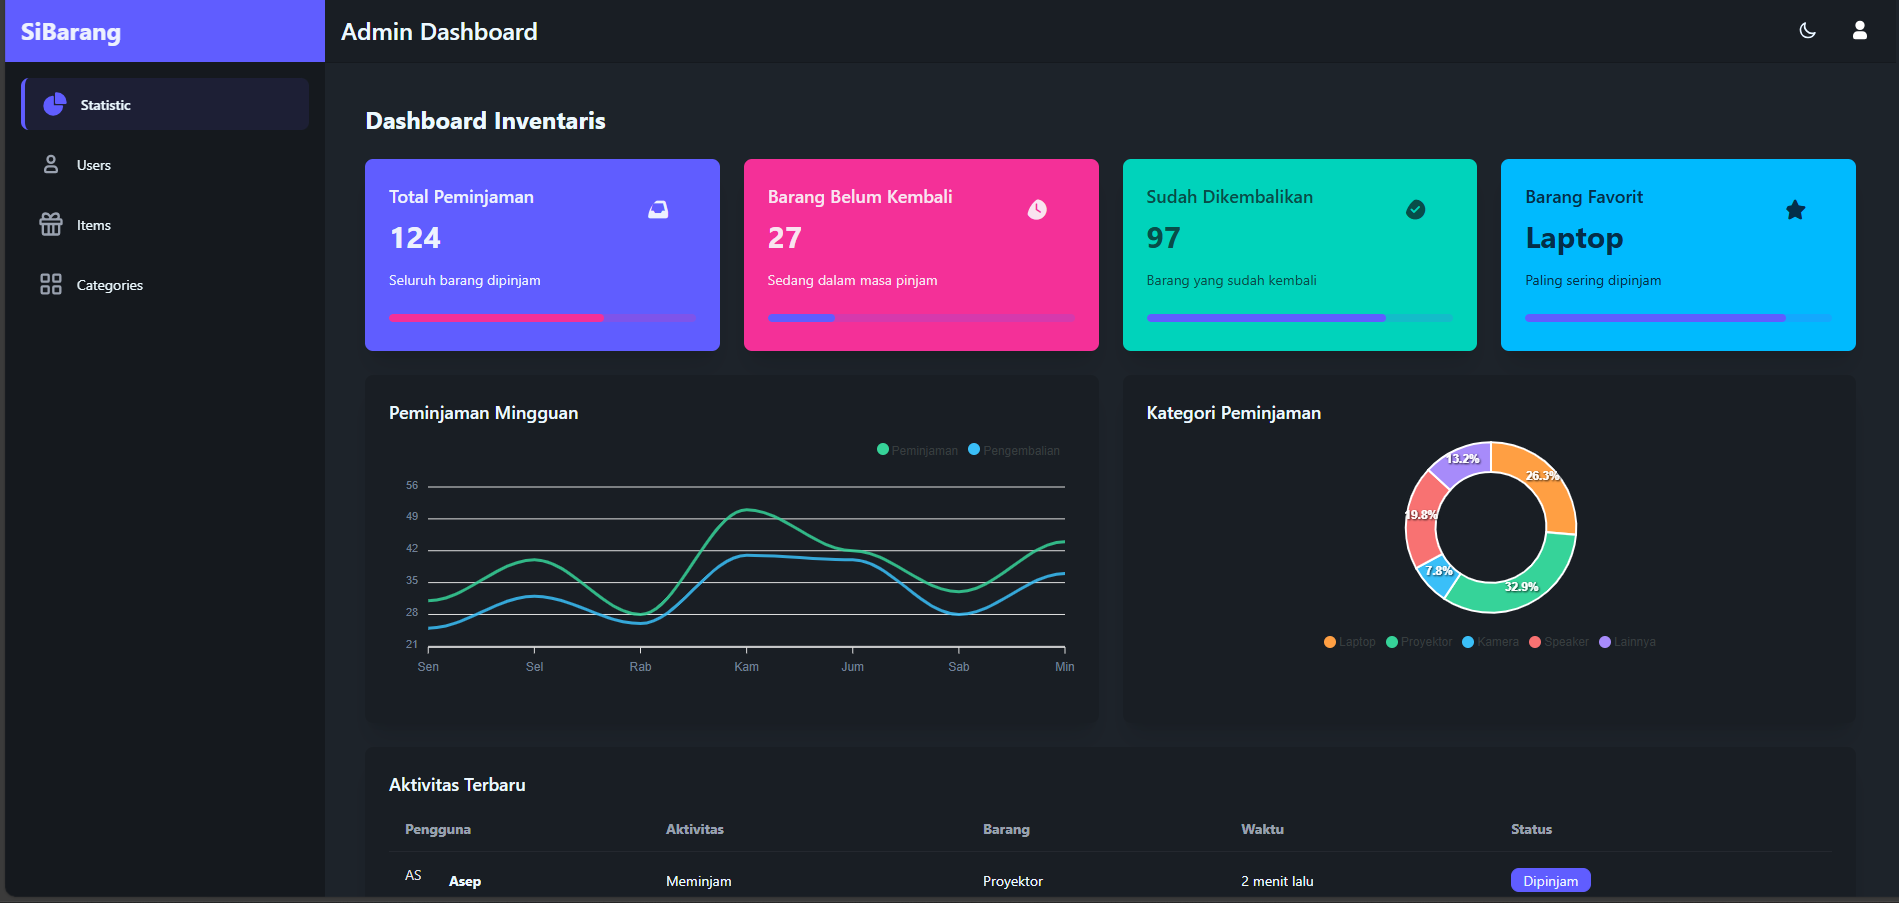 SiBarang
Admin Dashboard
Statistic
Users
Items
Categories
Dashboard Inventaris
Total Peminjaman
124
Seluruh barang dipinjam
Barang Belum Kembali
27
Sedang dalam masa pinjam
Sudah Dikembalikan
97
Barang yang sudah kembali
Barang Favorit
Laptop
Paling sering dipinjam
Peminjaman Mingguan
Peminjaman Pengembalian
56
49
42
35
28
21
Sen Sel Rab Kam Jum Sab Min
Kategori Peminjaman
13.2%
26.3%
19.8%
7.8%
32.9%
Laptop Proyektor Kamera Speaker Lainnya
Aktivitas Terbaru
Pengguna Aktivitas Barang Waktu Status
AS Asep Meminjam Proyektor 2 menit lalu Dipinjam